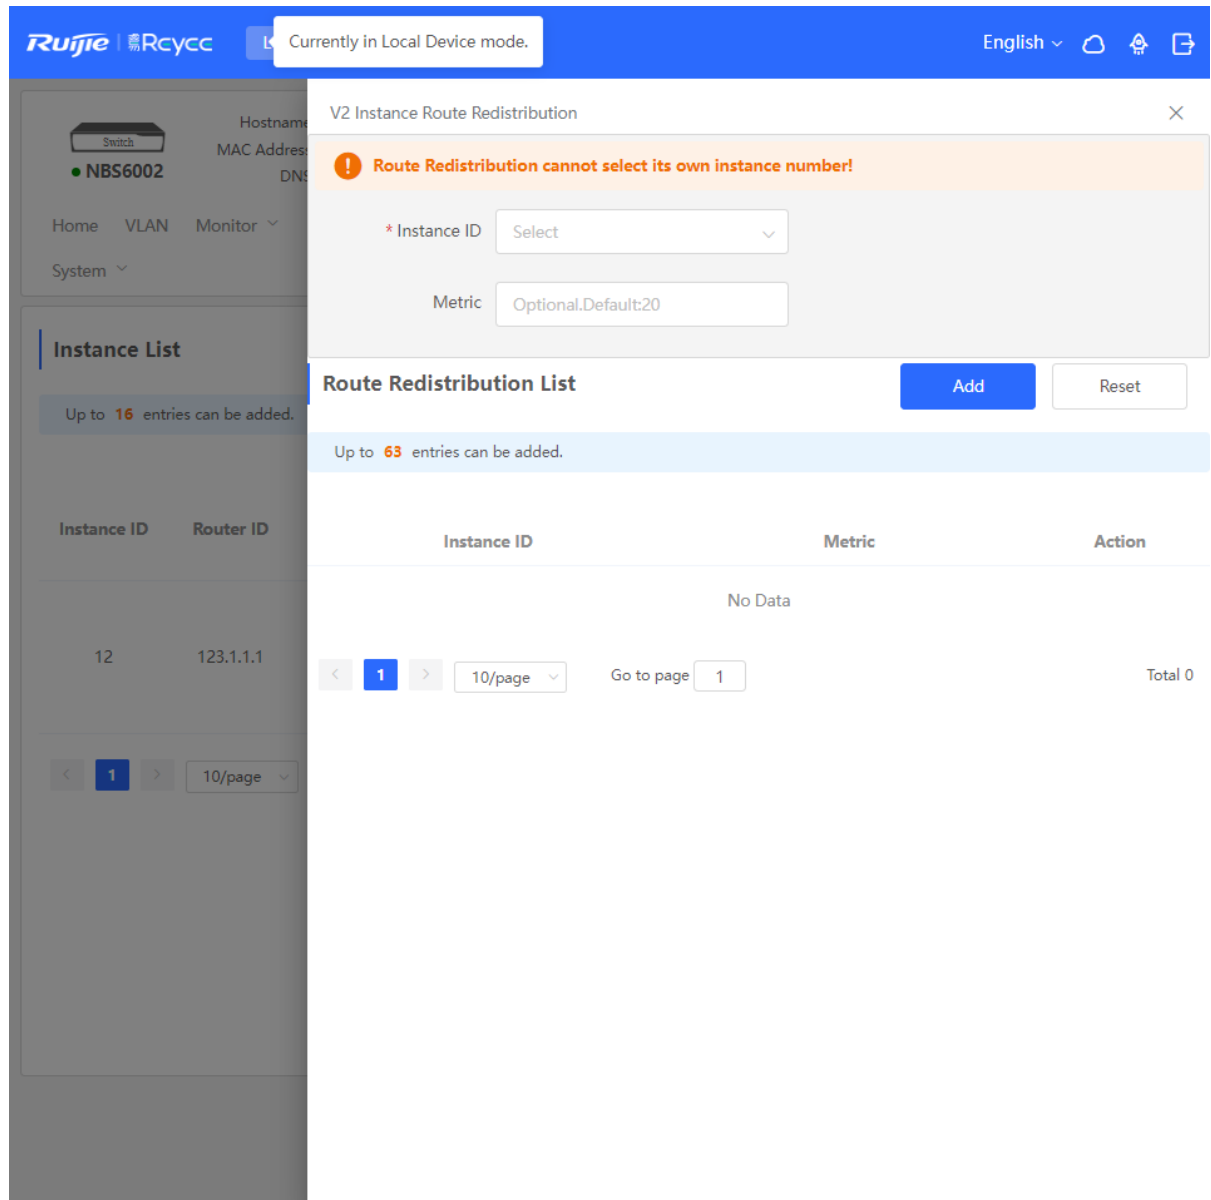 Ruijie Rcycc
Currently in Local Device mode.
English
Switch
NBS6002
Hostname
MAC Address
DNS
Home VLAN Monitor
System
V2 Instance Route Redistribution
Route Redistribution cannot select its own instance number!
* Instance ID Select
Metric Optional.Default:20
Instance List
Up to 16 entries can be added.
Instance ID Router ID
12 123.1.1.1
1 10/page
Route Redistribution List Add Reset
Up to 63 entries can be added.
Instance ID Metric Action
No Data
1 10/page Go to page 1 Total 0